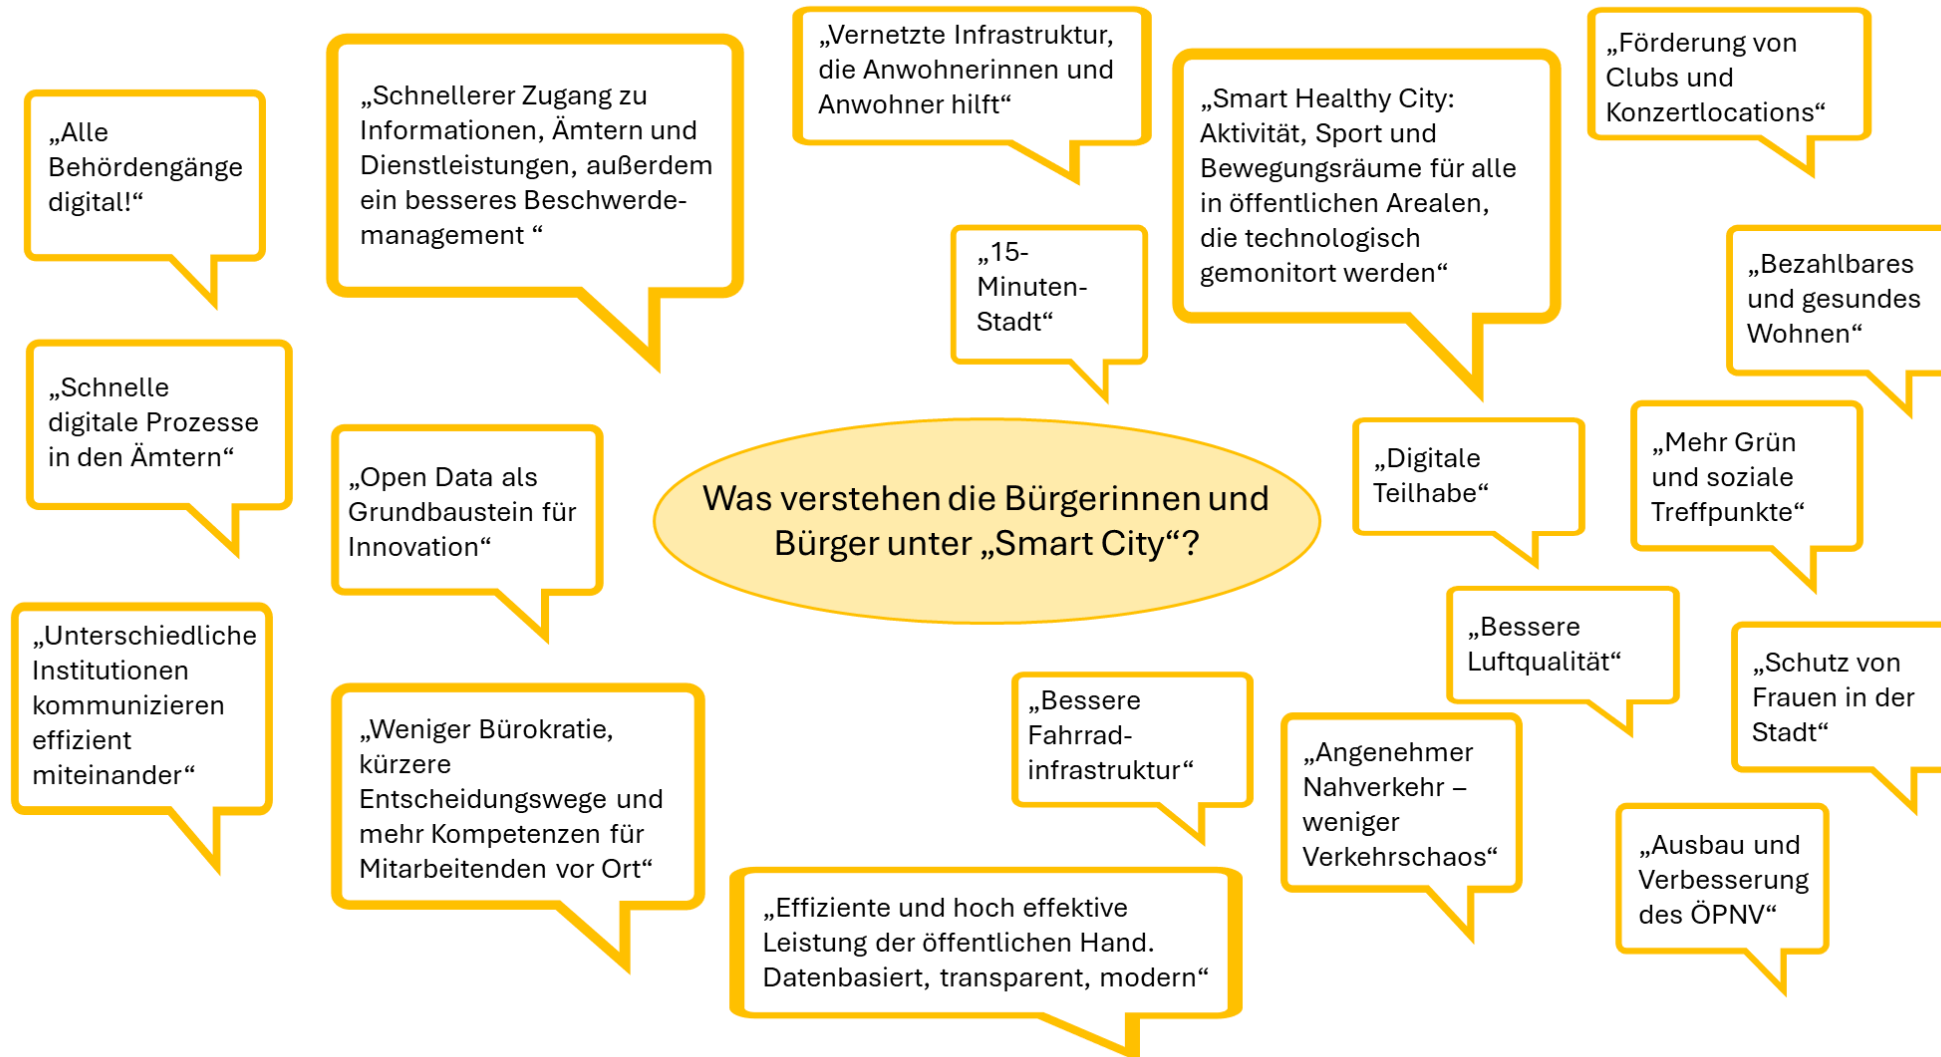 „Alle
Behördengänge
digital!“
„Schnellerer Zugang zu
Informationen, Ämtern und
Dienstleistungen, außerdem
ein besseres Beschwerde-
management “
„Vernetzte Infrastruktur,
die Anwohnerinnen und
Anwohner hilft“
„Smart Healthy City:
Aktivität, Sport und
Bewegungsräume für alle
in öffentlichen Arealen,
die technologisch
gemonitort werden“
„Förderung von
Clubs und
Konzertlocations“
„15-
Minuten-
Stadt“
„Bezahlbares
und gesundes
Wohnen“
„Schnelle
digitale Prozesse
in den Ämtern“
„Open Data als
Grundbaustein für
Innovation“
Was verstehen die Bürgerinnen und
Bürger unter „Smart City“?
„Digitale
Teilhabe“
„Mehr Grün
und soziale
Treffpunkte“
„Unterschiedliche
Institutionen
kommunizieren
effizient
miteinander“
„Weniger Bürokratie,
kürzere
Entscheidungswege und
mehr Kompetenzen für
Mitarbeitenden vor Ort“
„Bessere
Fahrrad-
infrastruktur“
„Bessere
Luftqualität“
„Schutz von
Frauen in der
Stadt“
„Angenehmer
Nahverkehr –
weniger
Verkehrschaos“
„Ausbau und
Verbesserung
des ÖPNV“
„Effiziente und hoch effektive
Leistung der öffentlichen Hand.
Datenbasiert, transparent, modern“